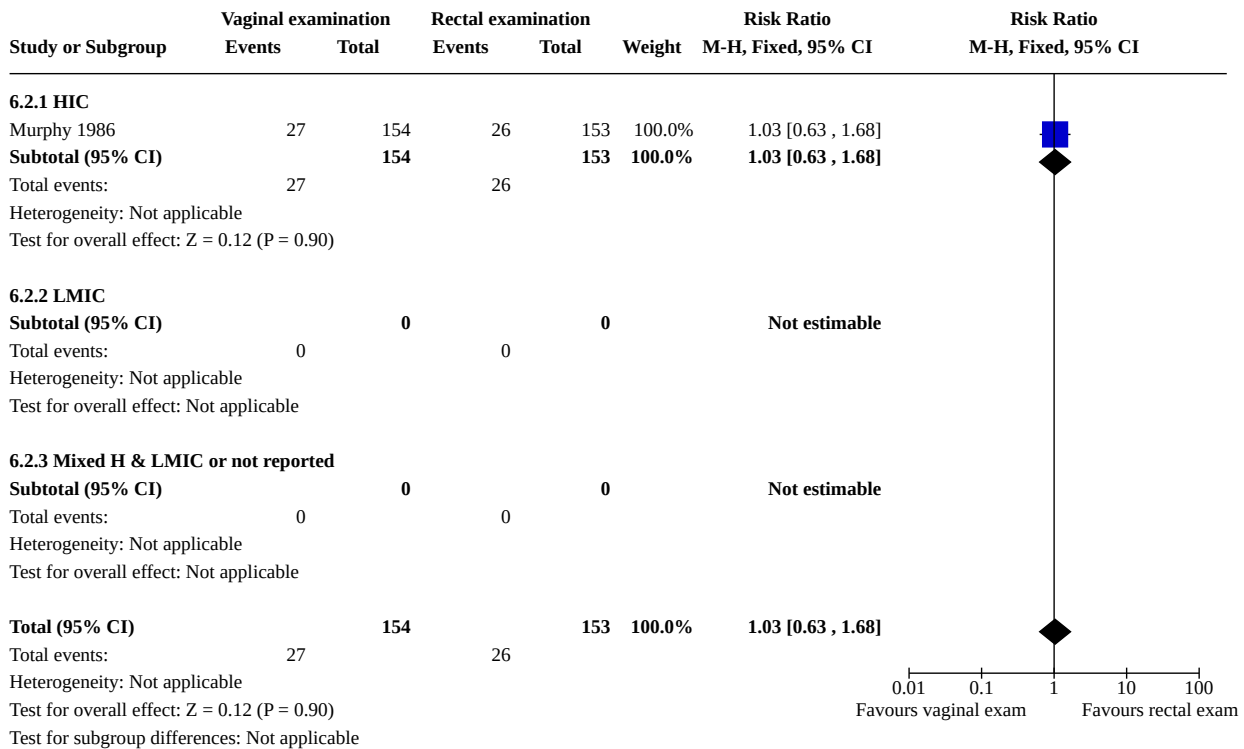 Vaginal examination Rectal examination Risk Ratio Risk Ratio
Study or Subgroup Events Total Events Total Weight M-H, Fixed, 95% CI M-H, Fixed, 95% CI
6.2.1 HIC
Murphy 1986 27 154 26 153 100.0% 1.03 [0.63 , 1.68]
Subtotal (95% CI) 154 153 100.0% 1.03 [0.63 , 1.68]
Total events: 27 26
Heterogeneity: Not applicable
Test for overall effect: Z = 0.12 (P = 0.90)
6.2.2 LMIC
Subtotal (95% CI) 0 0 Not estimable
Total events: 0 0
Heterogeneity: Not applicable
Test for overall effect: Not applicable
6.2.3 Mixed H & LMIC or not reported
Subtotal (95% CI) 0 0 Not estimable
Total events: 0 0
Heterogeneity: Not applicable
Test for overall effect: Not applicable
Total (95% CI) 154 153 100.0% 1.03 [0.63 , 1.68]
Total events: 27 26
Heterogeneity: Not applicable
0.01 0.1 1 10 100
Test for overall effect: Z = 0.12 (P = 0.90) Favours vaginal exam Favours rectal exam
Test for subgroup differences: Not applicable